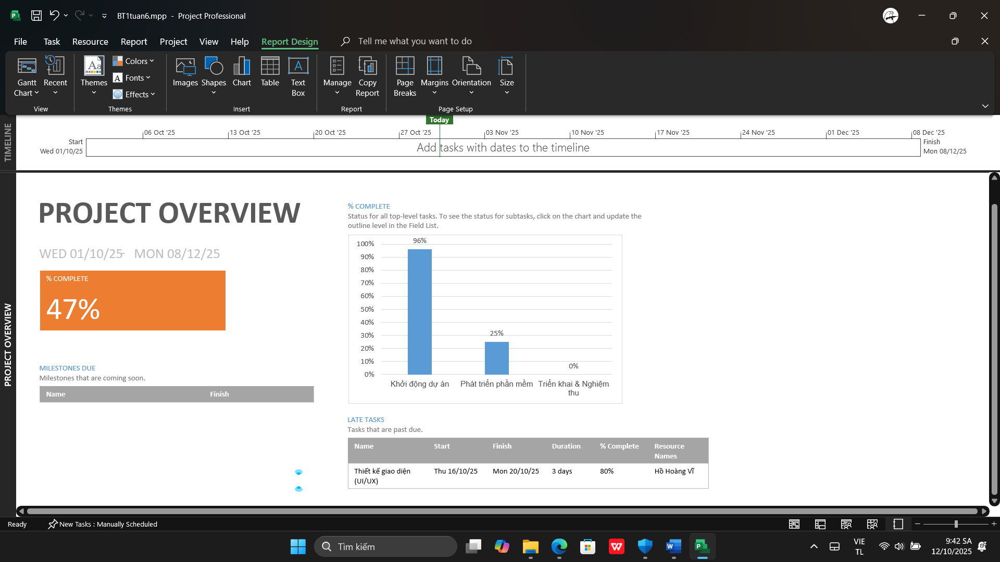 BT1tuan6.mpp - Project Professional
File Task Resource Report Project View Help Report Design Tell me what you want to do
Gantt Chart
Recent
View
Themes
Colors
Fonts
Effects
Themes
Images
Shapes
Chart
Table
Text Box
Insert
Manage
Copy Report
Report
Page Breaks
Margins
Orientation
Size
Page Setup
TIMELINE
Today
06 Oct '25 13 Oct '25 20 Oct '25 27 Oct '25 03 Nov '25 10 Nov '25 17 Nov '25 24 Nov '25 01 Dec '25 08 Dec '25
Start
Wed 01/10/25
Add tasks with dates to the timeline
Finish
Mon 08/12/25
PROJECT OVERVIEW
PROJECT OVERVIEW
WED 01/10/25- MON 08/12/25
% COMPLETE
47%
MILESTONES DUE
Milestones that are coming soon.
Name Finish
% COMPLETE
Status for all top-level tasks. To see the status for subtasks, click on the chart and update the
outline level in the Field List.
100%
90%
80%
70%
60%
50%
40%
30%
20%
10%
0%
96%
25%
0%
Khởi động dự án
Phát triển phần mềm
Triển khai & Nghiệm
thu
LATE TASKS
Tasks that are past due.
Name Start Finish Duration % Complete Resource Names
Thiết kế giao diện Thu 16/10/25 Mon 20/10/25 3 days 80% Hồ Hoàng Vĩ
(UI/UX)
Ready New Tasks : Manually Scheduled
Tìm kiếm
VIE
TL
9:42 SA
12/10/2025